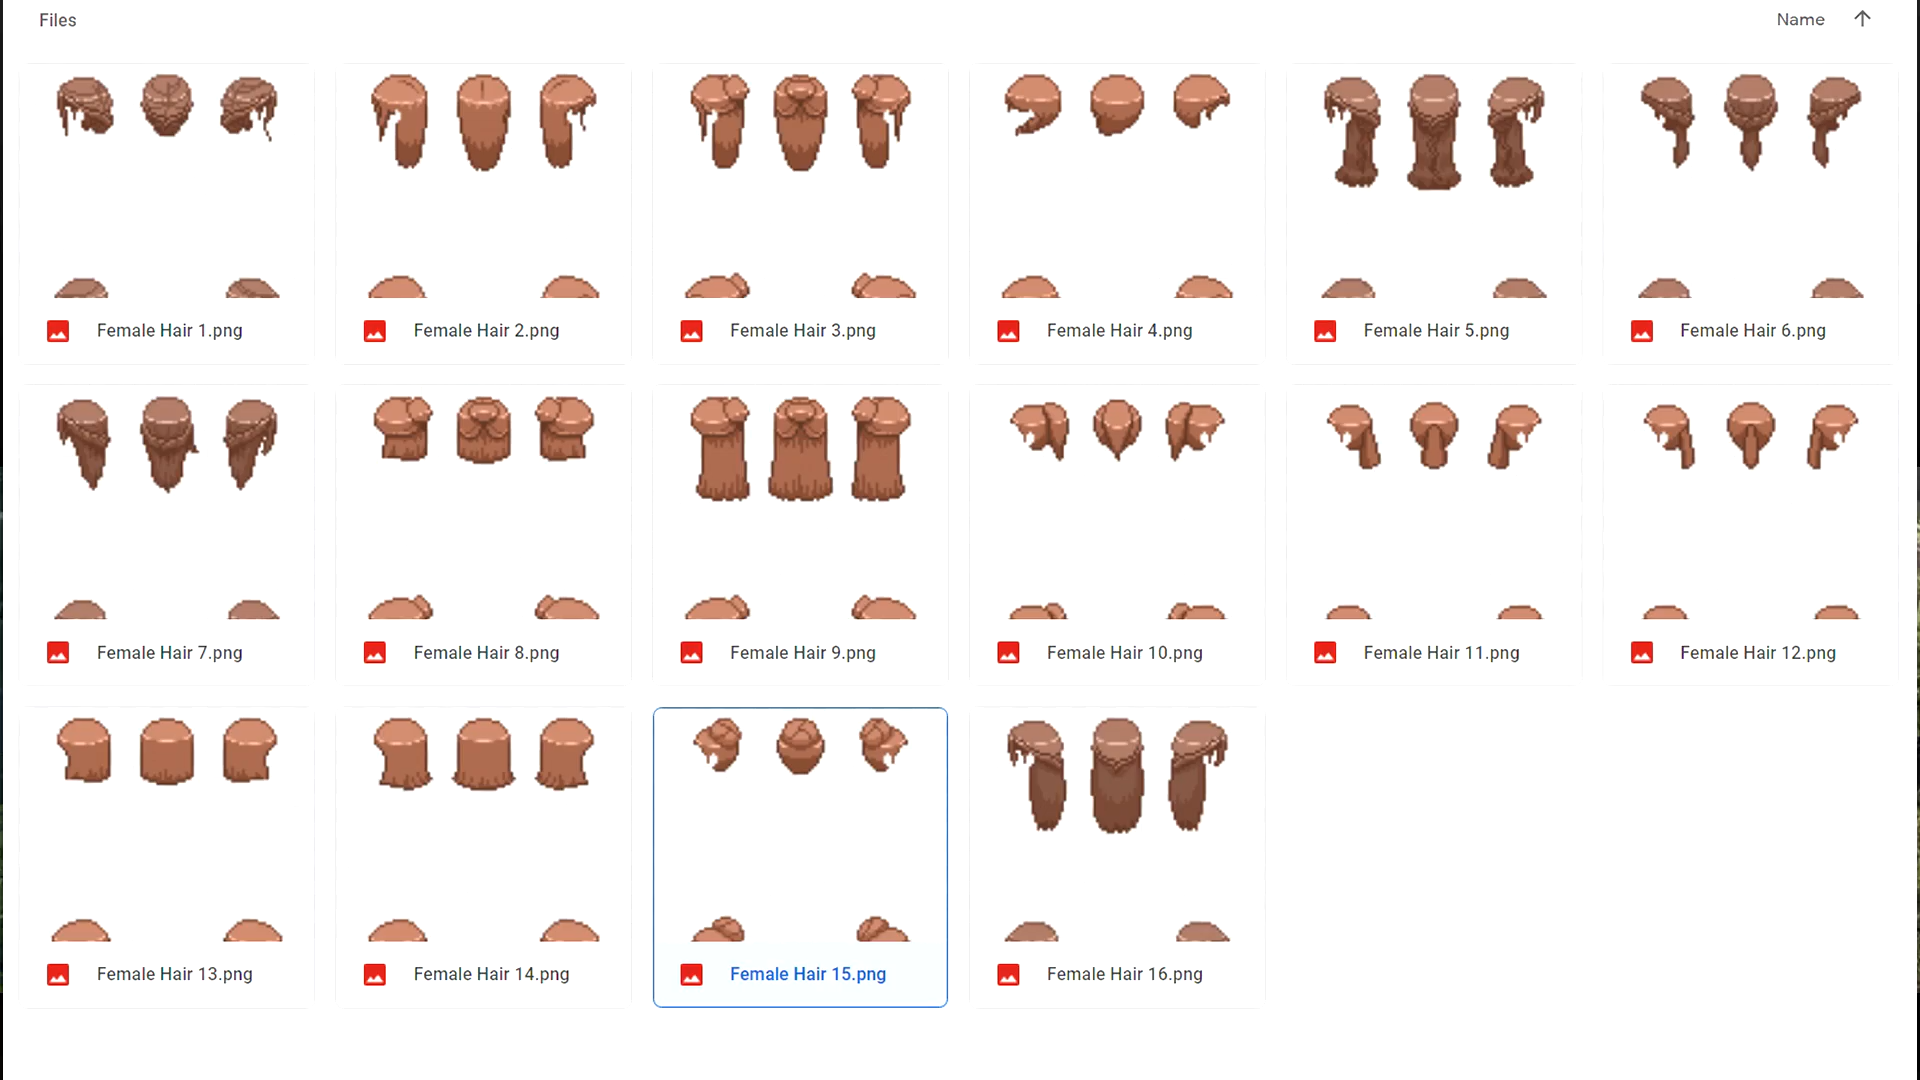 Files
Name
Female Hair 1.png
Female Hair 2.png
Female Hair 3.png
Female Hair 4.png
Female Hair 5.png
Female Hair 6.png
Female Hair 7.png
Female Hair 8.png
Female Hair 9.png
Female Hair 10.png
Female Hair 11.png
Female Hair 12.png
Female Hair 13.png
Female Hair 14.png
Female Hair 15.png
Female Hair 16.png